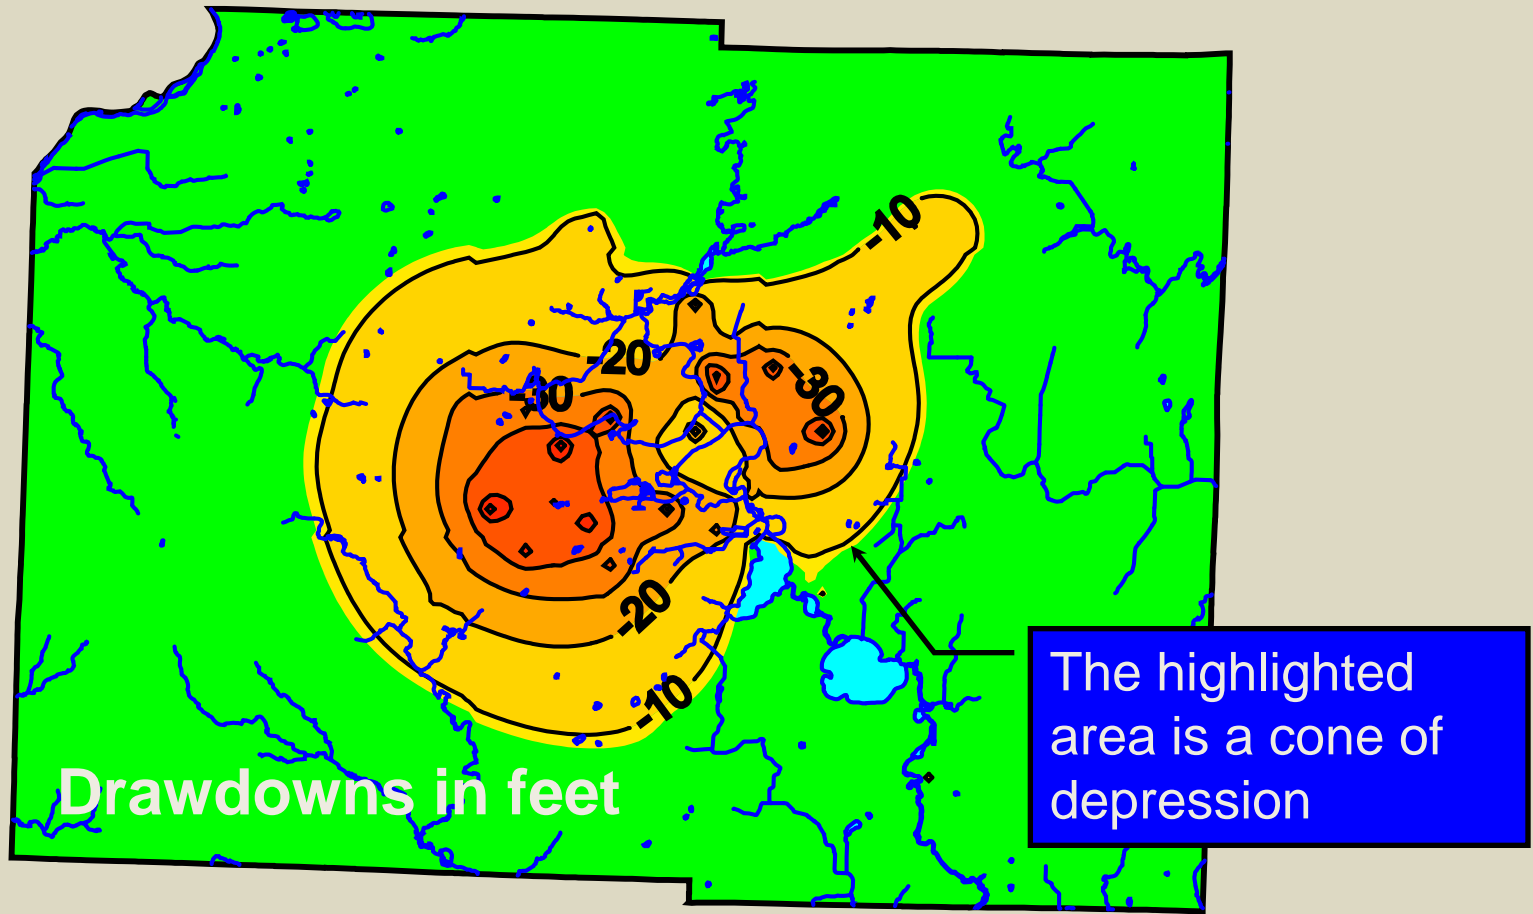 -10
-20
-30
-30
-20
-10
Drawdowns in feet
The highlighted
area is a cone of
depression